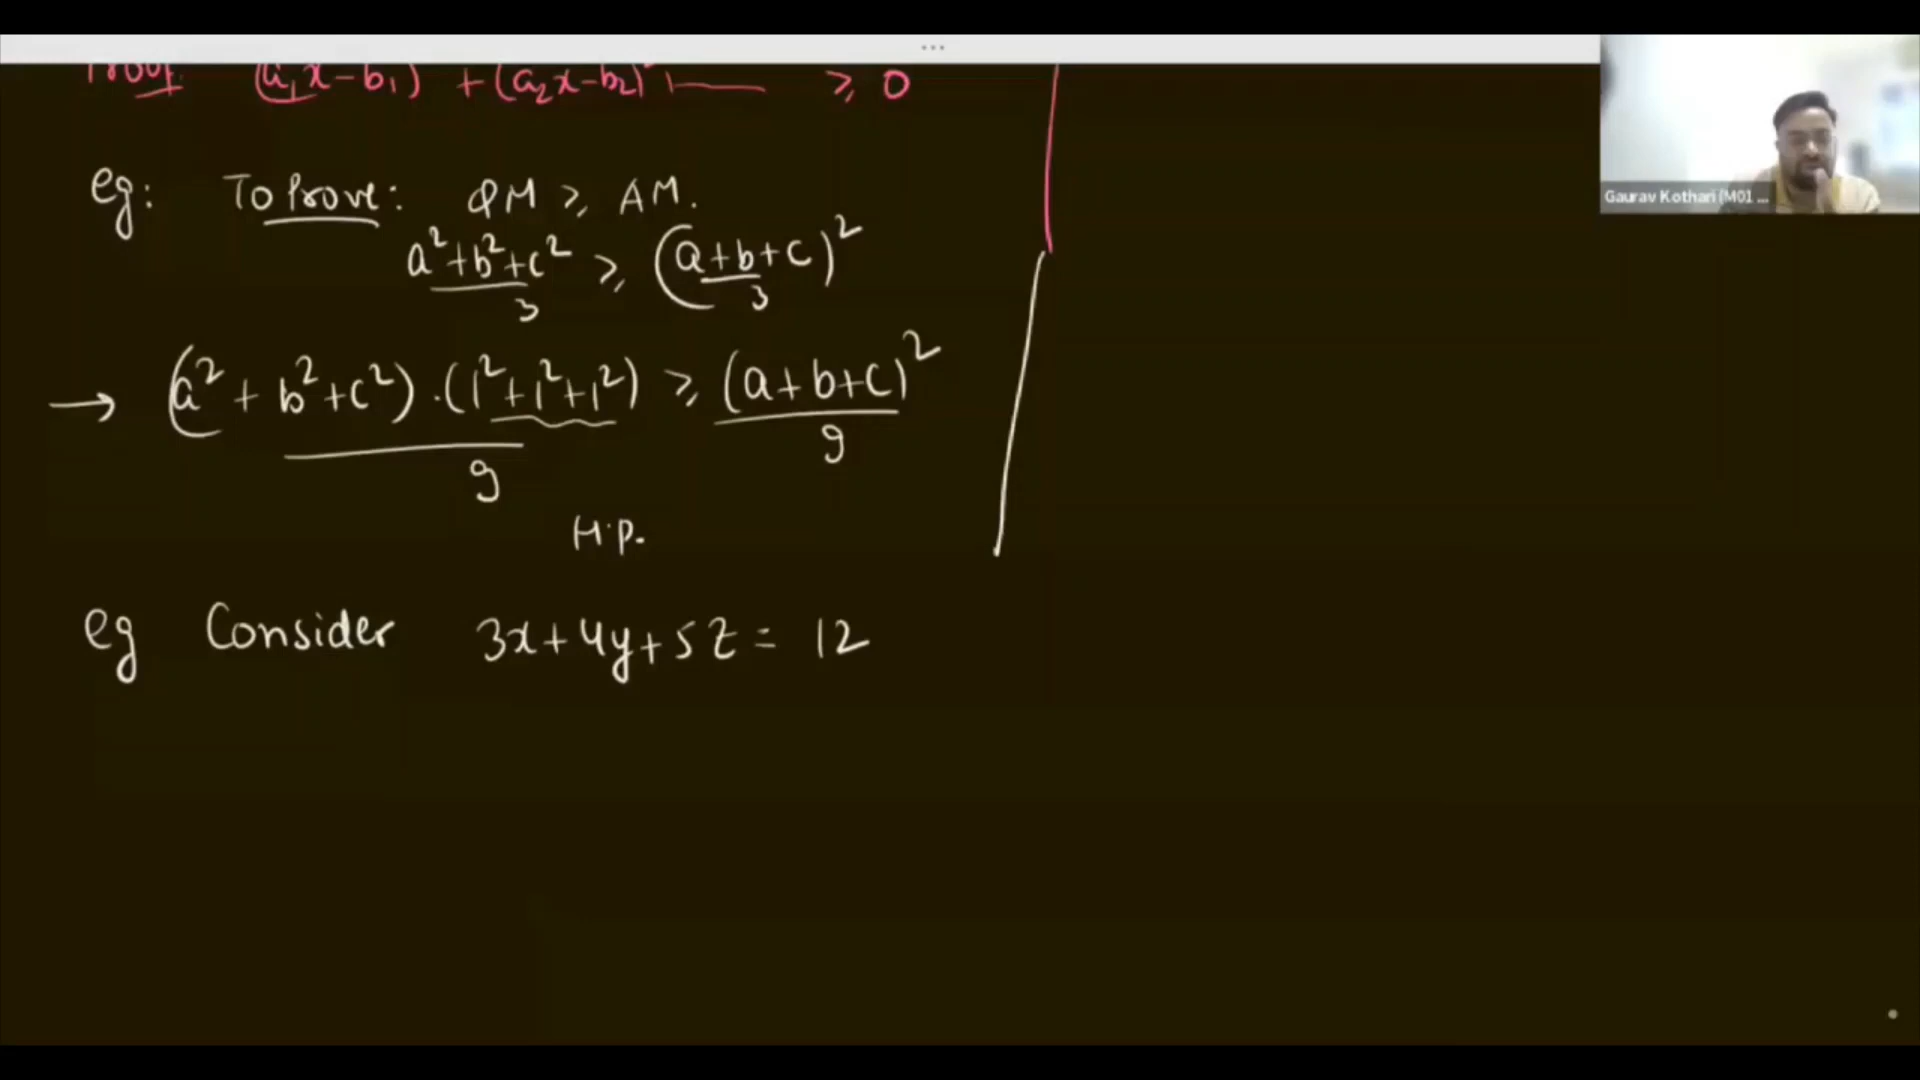 Proof: (a₁x-b₁) + (a₂x-b₂)² + —— ≥ 0
eg: To Prove: QM ≥ AM.
(a²+b²+c²)/3 ≥ ((a+b+c)/3)²
→ (a² + b² + c²) · (1²+1²+1²)/9 ≥ (a+b+c)²/9
H.P.
eg Consider 3x+4y+5z = 12
Gaurav Kothari (M01 ...